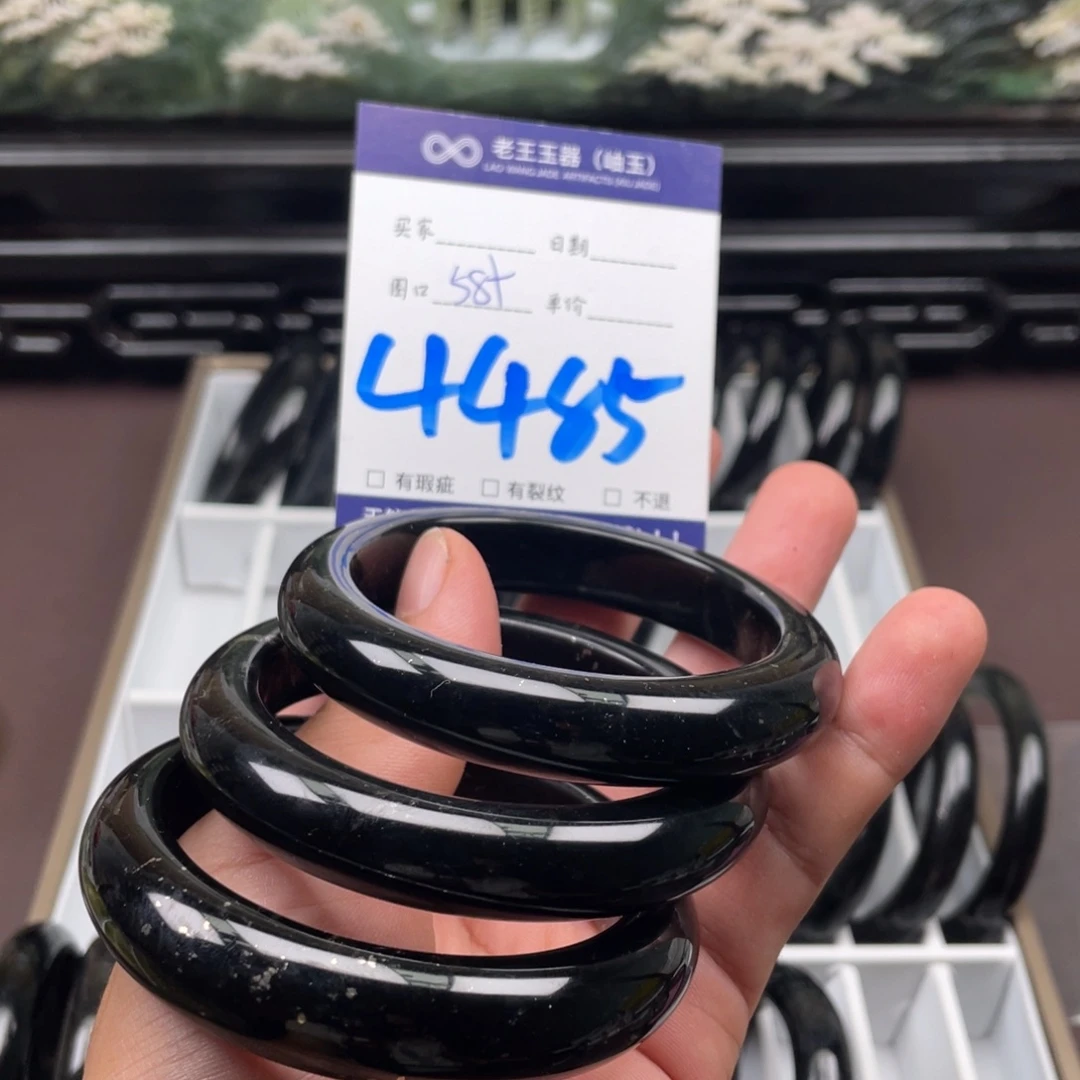 老王玉器（岫玉）
LAO WANG JADE ARTIFACTS (XIU JADE)
买家 日期
圈口 58+ 单价
4485
□ 有瑕疵 □ 有裂纹 □ 不退